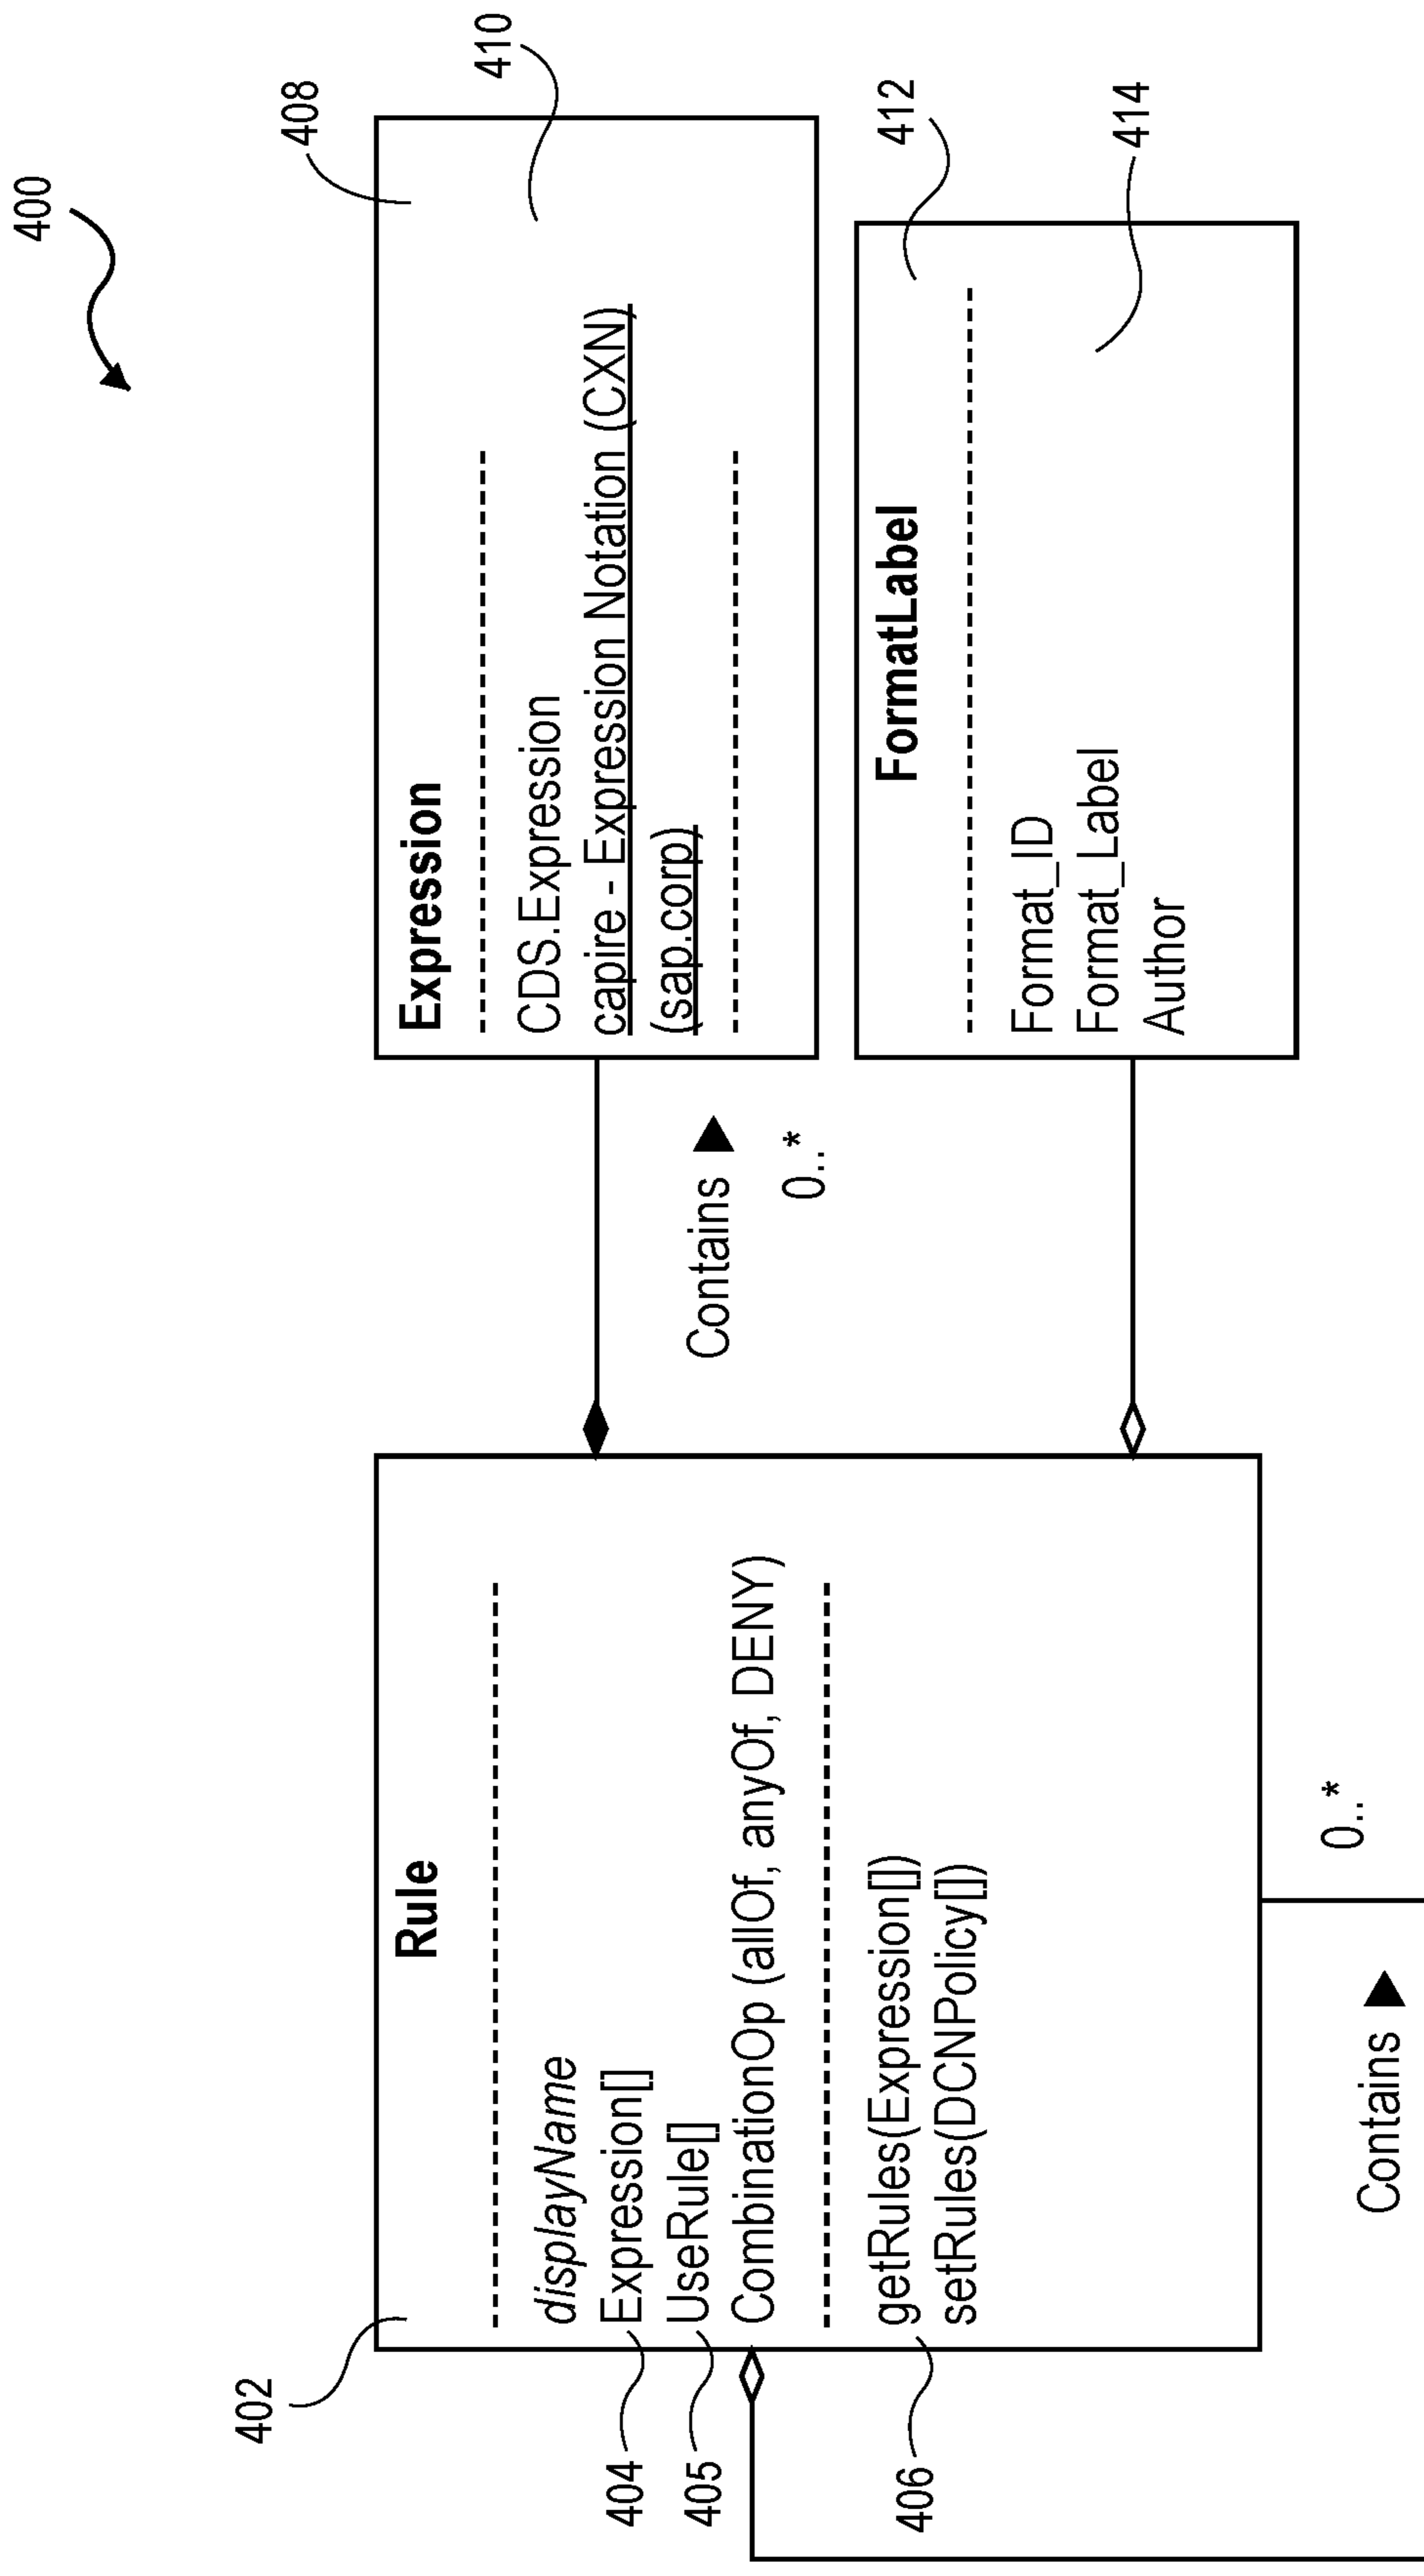 400
402
Rule
displayName
404
Expression[]
405
UseRule[]
CombinationOp (allOf, anyOf, DENY)
406
getRules(Expression[])
setRules(DCNPolicy[])
Contains ▶
0..*
408
Expression
410
CDS.Expression
capire - Expression Notation (CXN)
(sap.corp)
Contains ▶
0..*
412
FormatLabel
414
Format_ID
Format_Label
Author